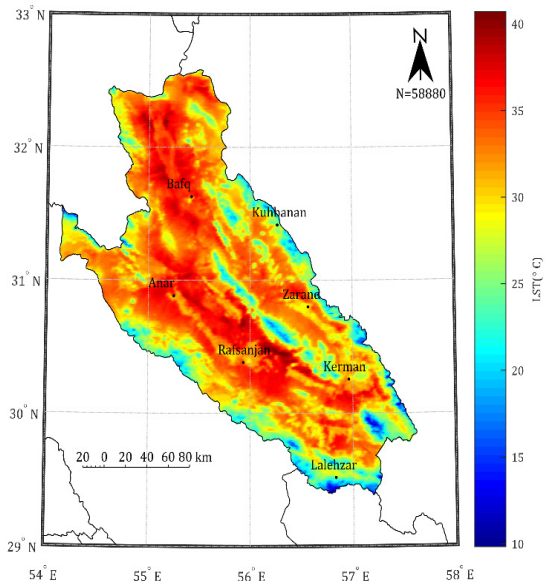 33° N
40
N
N=58880
35
32° N
Bafq
Kuhbanan
30
31° N
Anar
Zarand
LST(° C)
25
Rafsanjan
Kerman
20
30° N
20 0 20 40 60 80 km
Lalehzar
15
29° N
10
54° E 55° E 56° E 57° E 58° E